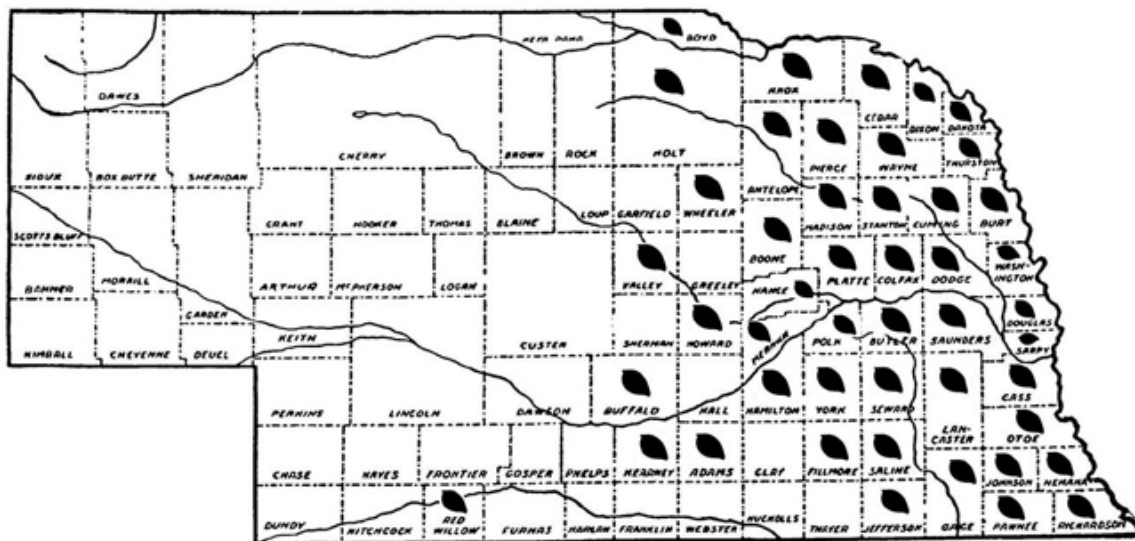 BOYD
KEYA PAHA
KNOX
DAWES
CEDAR
DIXON
DAKOTA
CHERRY
BROWN
ROCK
HOLT
PIERCE
WAYNE
THURSTON
SIOUX
BOX BUTTE
SHERIDAN
ANTELOPE
GRANT
HOOKER
THOMAS
BLAINE
LOUP
GARFIELD
WHEELER
MADISON
STANTON
CUMING
BURT
SCOTTS BLUFF
BOONE
BANNER
MORRILL
ARTHUR
McPHERSON
LOGAN
VALLEY
GREELEY
NANCE
PLATTE
COLFAX
DODGE
WASH-
INGTON
GARDEN
KEITH
KIMBALL
CHEYENNE
DEUEL
CUSTER
SHERMAN
HOWARD
MERRICK
POLK
BUTLER
SAUNDERS
DOUGLAS
SARPY
PERKINS
LINCOLN
DAWSON
BUFFALO
HALL
HAMILTON
YORK
SEWARD
LAN-
CASTER
CASS
OTOE
CHASE
HAYES
FRONTIER
GOSPER
PHELPS
KEARNEY
ADAMS
CLAY
FILLMORE
SALINE
JOHNSON
NEMAHA
DUNDY
HITCHCOCK
RED
WILLOW
FURNAS
HARLAN
FRANKLIN
WEBSTER
NUCKOLLS
THAYER
JEFFERSON
GAGE
PAWNEE
RICHARDSON